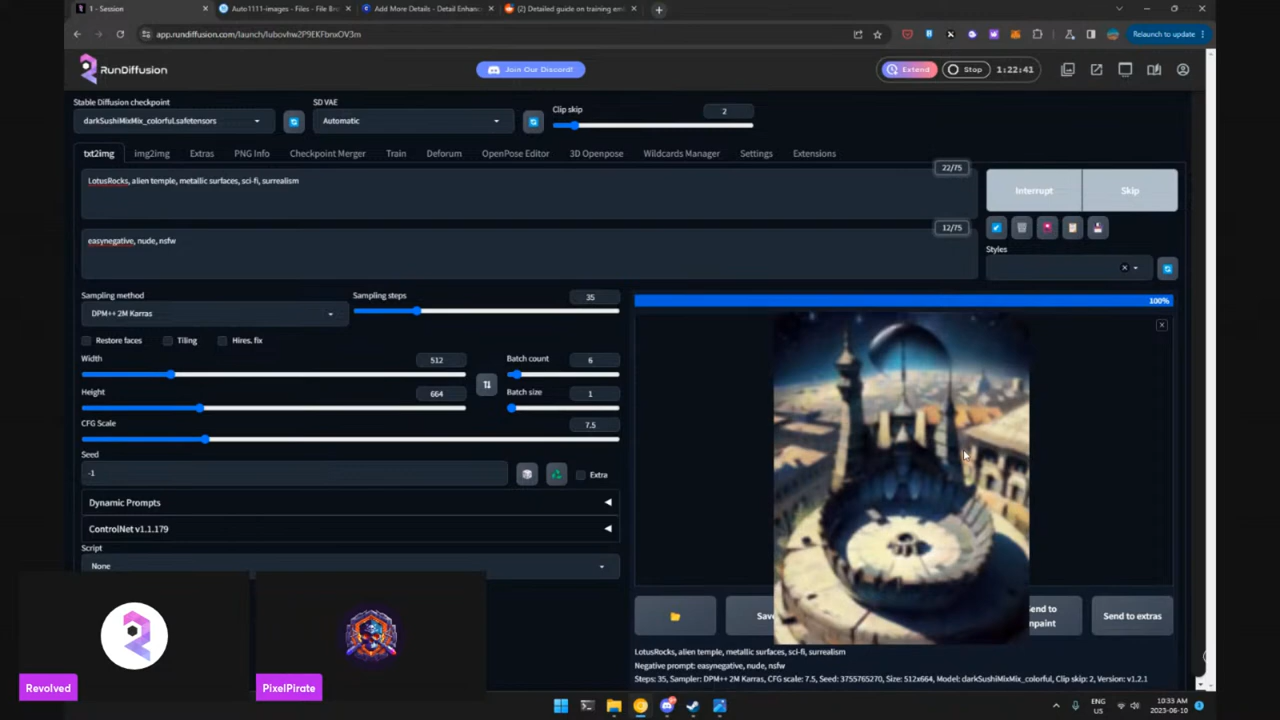 1 - Session
Auto1111-images - Files - File Bro
Add More Details - Detail Enhance
(2) Detailed guide on training em
app.rundiffusion.com/launch/lubovhw2P9EKFbnxOV3m
Relaunch to update
RunDiffusion
Join Our Discord!
Extend
Stop
1:22:41
Stable Diffusion checkpoint
SD VAE
Clip skip
2
darkSushiMixMix_colorful.safetensors
Automatic
txt2img
img2img
Extras
PNG Info
Checkpoint Merger
Train
Deforum
OpenPose Editor
3D Openpose
Wildcards Manager
Settings
Extensions
22/75
LotusRocks, alien temple, metallic surfaces, sci-fi, surrealism
Interrupt
Skip
12/75
easynegative, nude, nsfw
Styles
Sampling method
Sampling steps
35
DPM++ 2M Karras
100%
Restore faces
Tiling
Hires. fix
Width
512
Batch count
6
Height
664
Batch size
1
CFG Scale
7.5
Seed
-1
Extra
Dynamic Prompts
ControlNet v1.1.179
Script
None
Save
Send to
inpaint
Send to extras
LotusRocks, alien temple, metallic surfaces, sci-fi, surrealism
Negative prompt: easynegative, nude, nsfw
Steps: 35, Sampler: DPM++ 2M Karras, CFG scale: 7.5, Seed: 3755765270, Size: 512x664, Model: darkSushiMixMix_colorful, Clip skip: 2, Version: v1.2.1
Revolved
PixelPirate
ENG
US
10:33 AM
2023-06-10